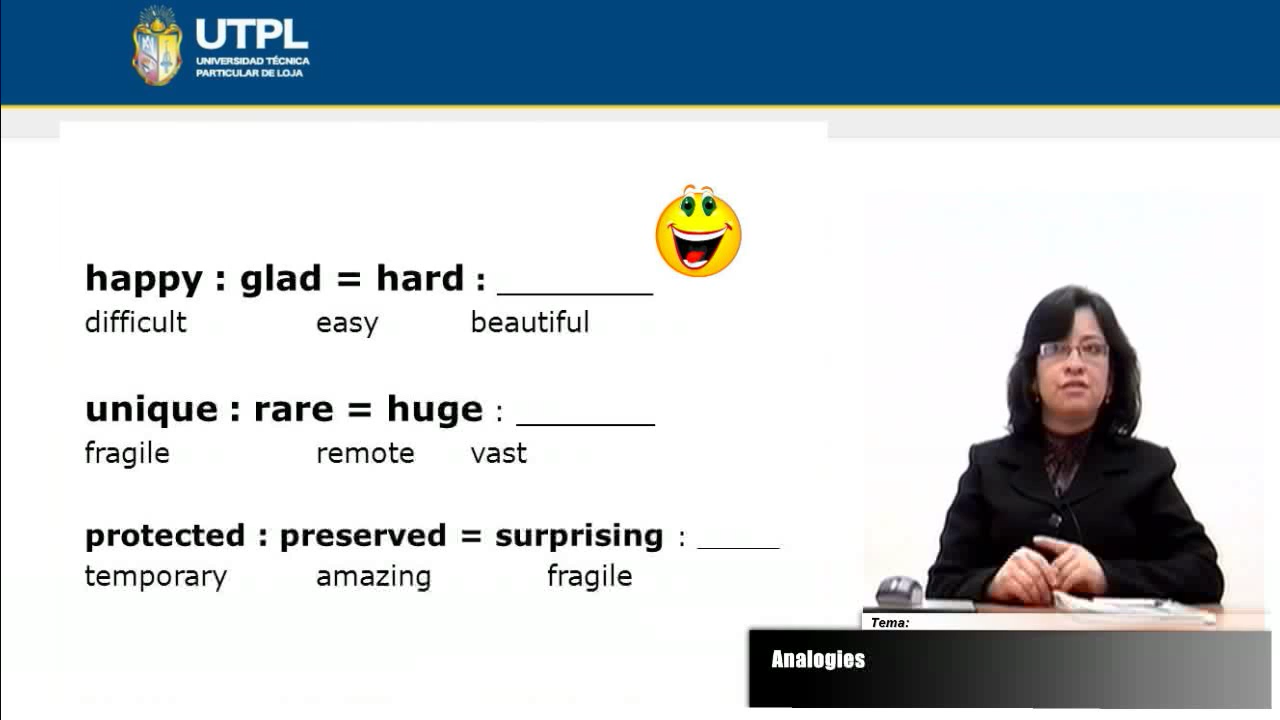 UTPL
UNIVERSIDAD TÉCNICA
PARTICULAR DE LOJA
happy : glad = hard : ________
difficult easy beautiful
unique : rare = huge : ________
fragile remote vast
protected : preserved = surprising : _____
temporary amazing fragile
Tema:
Analogies